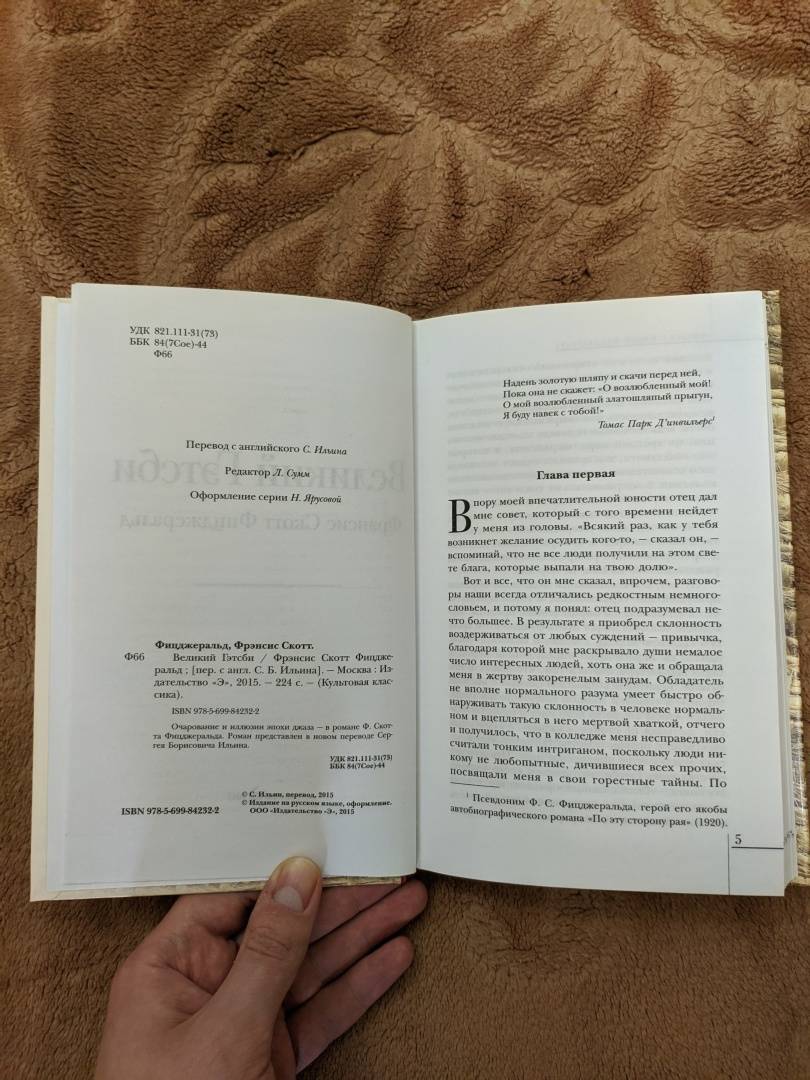 УДК 821.111-31(73)
ББК 84(7Сое)-44
Ф66
Перевод с английского С. Ильина
Редактор Л. Сумм
Оформление серии Н. Ярусовой
Фицджеральд, Фрэнсис Скотт.
Ф66 Великий Гэтсби / Фрэнсис Скотт Фицдже-
ральд ; [пер. с англ. С. Б. Ильина]. — Москва : Из-
дательство «Э», 2015. — 224 с. — (Культовая клас-
сика).
ISBN 978-5-699-84232-2
Очарование и иллюзии эпохи джаза — в романе Ф. Скот-
та Фицджеральда. Роман представлен в новом переводе Сер-
гея Борисовича Ильина.
УДК 821.111-31(73)
ББК 84(7Сое)-44
© С. Ильин, перевод, 2015
© Издание на русском языке, оформление.
ISBN 978-5-699-84232-2 ООО «Издательство «Э», 2015
Надень золотую шляпу и скачи перед ней,
Пока она не скажет: «О возлюбленный мой!
О мой возлюбленный златошляпый прыгун,
Я буду навек с тобой!»
Томас Парк Д'инвильерс¹
Глава первая
В пору моей впечатлительной юности отец дал
мне совет, который с того времени нейдет
у меня из головы. «Всякий раз, как у тебя
возникнет желание осудить кого-то, — сказал он, —
вспоминай, что не все люди получили на этом све-
те блага, которые выпали на твою долю».
Вот и все, что он мне сказал, впрочем, разгово-
ры наши всегда отличались редкостным немного-
словьем, и потому я понял: отец подразумевал не-
что большее. В результате я приобрел склонность
воздерживаться от любых суждений — привычка,
благодаря которой мне раскрывало души немалое
число интересных людей, хоть она же и обращала
меня в жертву закоренелым занудам. Обладатель
не вполне нормального разума умеет быстро об-
наруживать такую склонность в человеке нормаль-
ном и вцепляться в него мертвой хваткой, отчего
и получилось, что в колледже меня несправедливо
считали тонким интриганом, поскольку люди ни-
кому не любопытные, дичившиеся всех прочих,
посвящали меня в свои горестные тайны. По
¹ Псевдоним Ф. С. Фицджеральда, герой его якобы
автобиографического романа «По эту сторону рая» (1920).
5